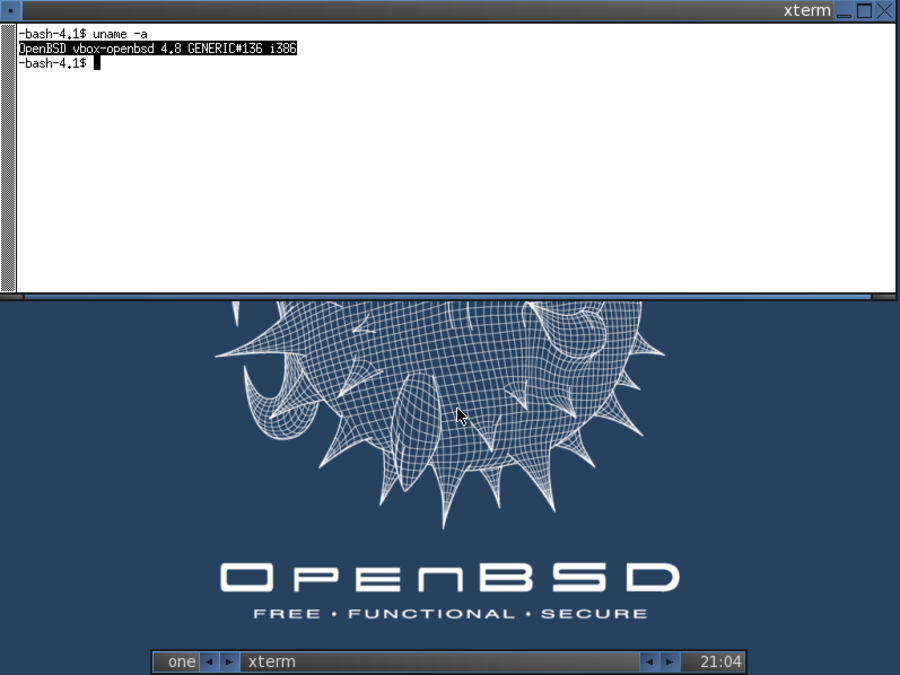 xterm
-bash-4.1$ uname -a
OpenBSD vbox-openbsd 4.8 GENERIC#136 i386
-bash-4.1$
OPENBSD
FREE • FUNCTIONAL • SECURE
one xterm 21:04